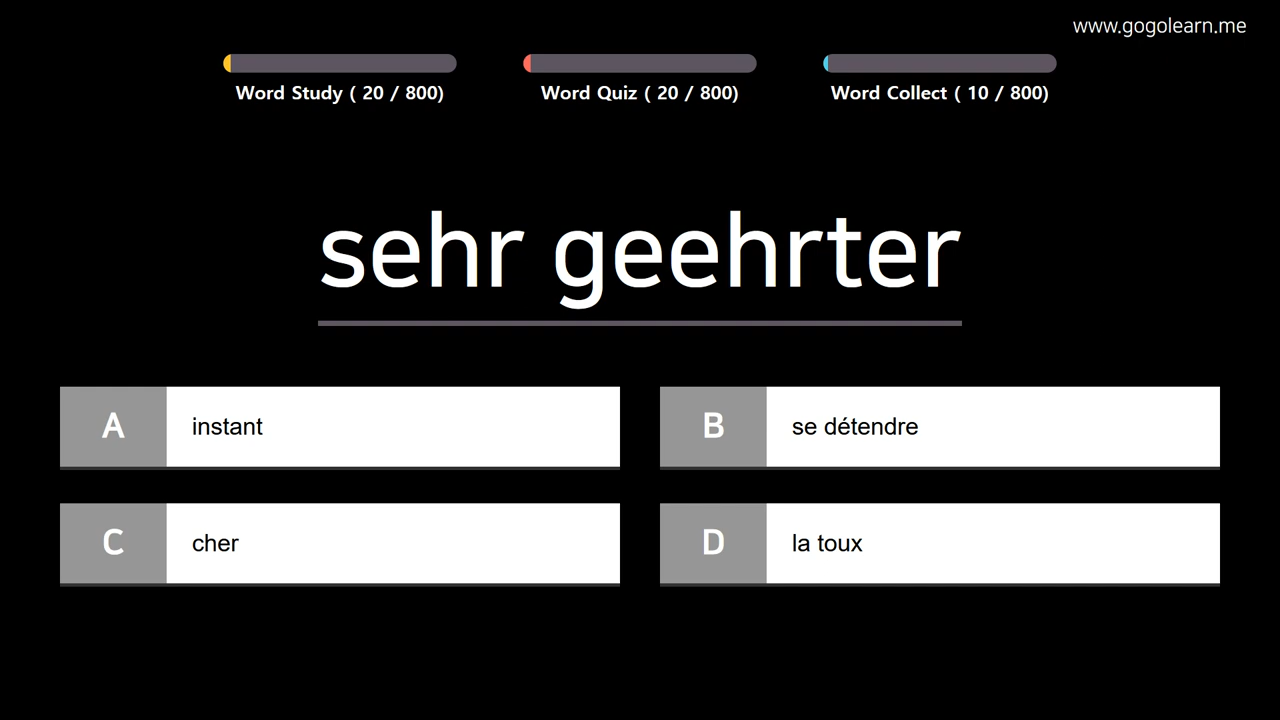 www.gogolearn.me
Word Study ( 20 / 800)
Word Quiz ( 20 / 800)
Word Collect ( 10 / 800)
sehr geehrter
A instant
B se détendre
C cher
D la toux